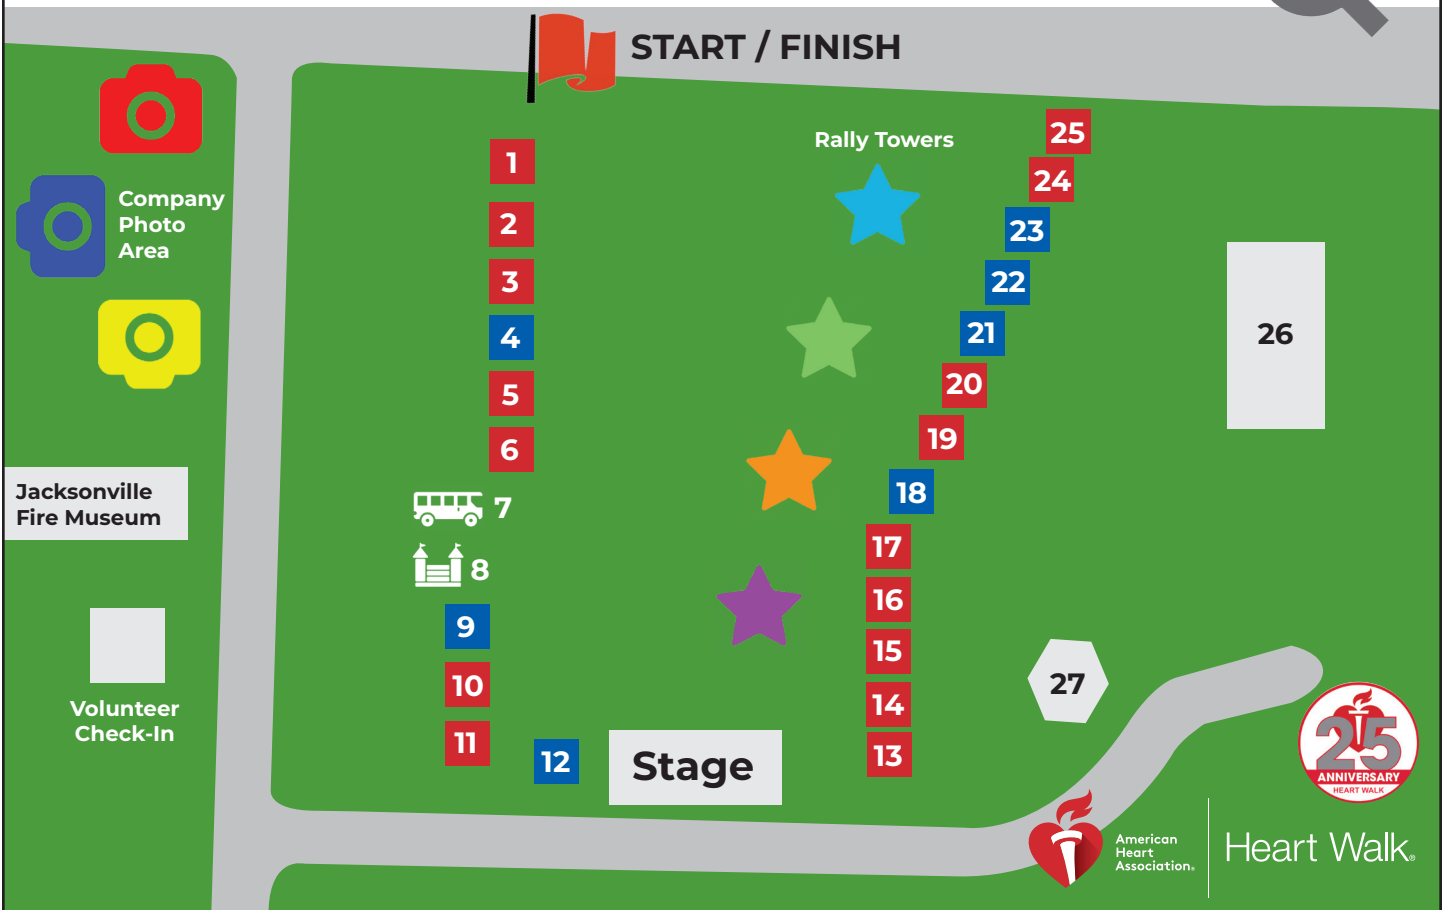 START / FINISH
Company
Photo
Area
Rally Towers
1
2
3
4
5
6
7
8
9
10
11
12
Stage
13
14
15
16
17
18
19
20
21
22
23
24
25
26
27
Jacksonville
Fire Museum
Volunteer
Check-In
25
ANNIVERSARY
HEART WALK
American
Heart
Association®
Heart Walk®